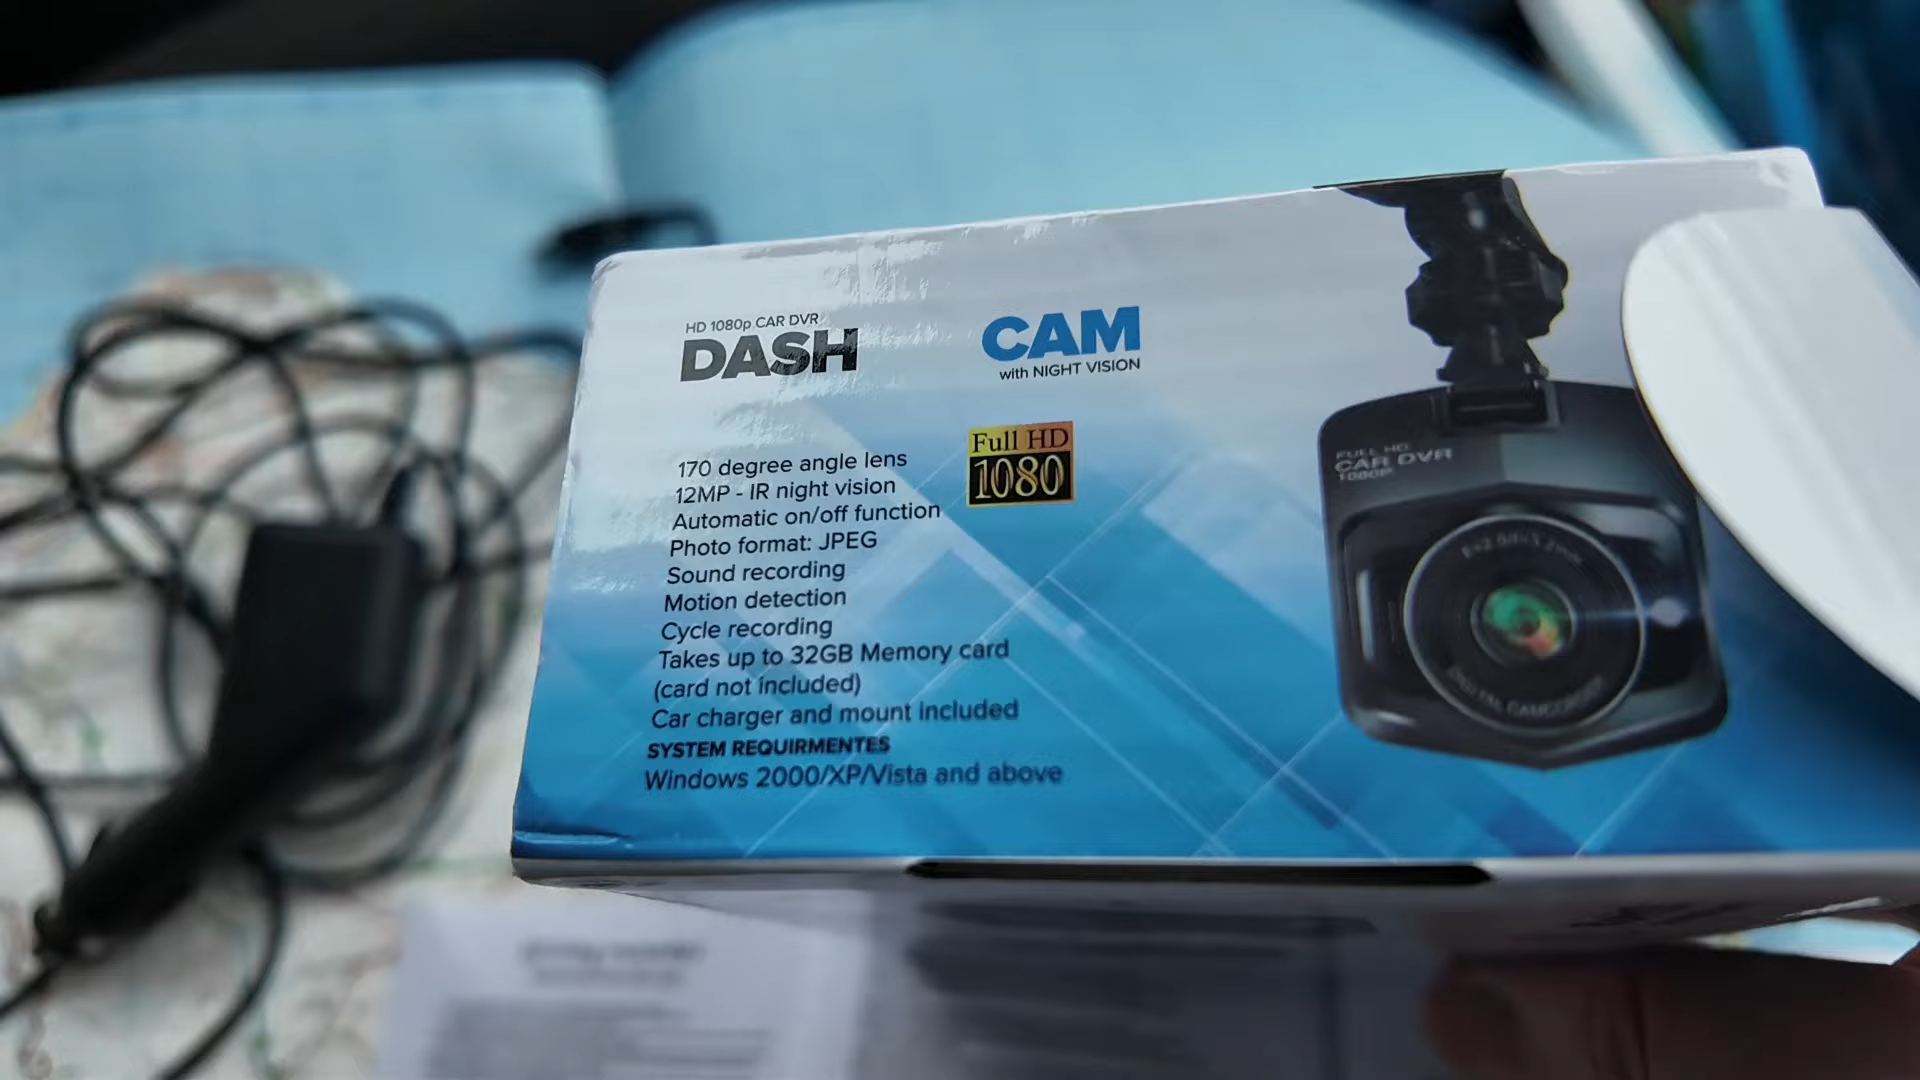 HD 1080p CAR DVR
DASH CAM
with NIGHT VISION
Full HD
1080
170 degree angle lens
12MP - IR night vision
Automatic on/off function
Photo format: JPEG
Sound recording
Motion detection
Cycle recording
Takes up to 32GB Memory card
(card not included)
Car charger and mount included
SYSTEM REQUIRMENTES
Windows 2000/XP/Vista and above
FULL HD
CAR DVR
1080P
DIGITAL CAMCORDER